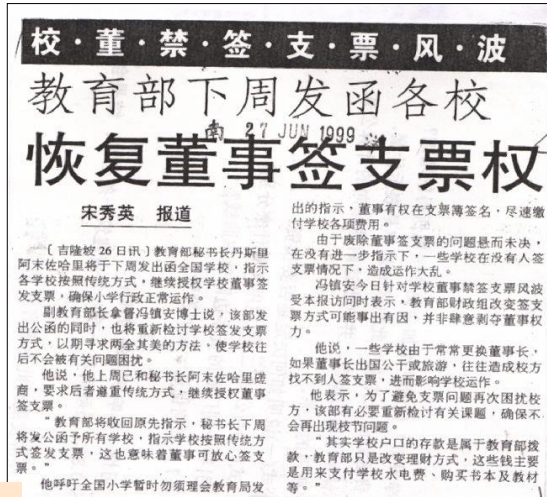 校·董·禁·签·支·票·风·波
教育部下周发函各校
南 27 JUN 1999
恢复董事签支票权
宋秀英 报道
〔吉隆坡26日讯〕教育部秘书长丹斯里
阿末佐哈里将于下周发出函全国学校，指示
各学校按照传统方式，继续授权学校董事签
发支票，确保小学行政正常运作。
副教育部长拿督冯镇安博士说，该部发
出公函的同时，也将重新检讨学校签发支票
方式，以期寻求两全其美的方法，使学校往
后不会被有关问题困扰。
他说，他上周已和秘书长阿末佐哈里磋
商，要求后者遵重传统方式，继续授权董事
签支票。
“教育部将收回原先指示，秘书长下周
将发公函予所有学校，指示学校按照传统方
式签发支票，这也意味着董事可放心签支
票。”
他呼吁全国小学暂时勿须理会教育局发
出的指示，董事有权在支票簿签名，尽速缴
付学校各项费用。
由于废除董事签支票的问题悬而未决，
在没有进一步指示下，一些学校在没有人签
支票情况下，造成运作大乱。
冯镇安今日针对学校董事禁签支票风波
受本报访问时表示，教育部财政组改变签支
票方式可能事出有因，并非肆意剥夺董事权
力。
他说，一些学校由于常常更换董事长，
如果董事长出国公干或旅游，往往造成校方
找不到人签支票，进而影响学校运作。
他表示，为了避免支票问题再次困扰校
方，该部有必要重新检讨有关课题，确保不
会再出现枝节问题。
“其实学校户口的存款是属于教育部拨
款，教育部只是改变理财方式，这些钱主要
是用来支付学校水电费、购买书本及教材
等。”